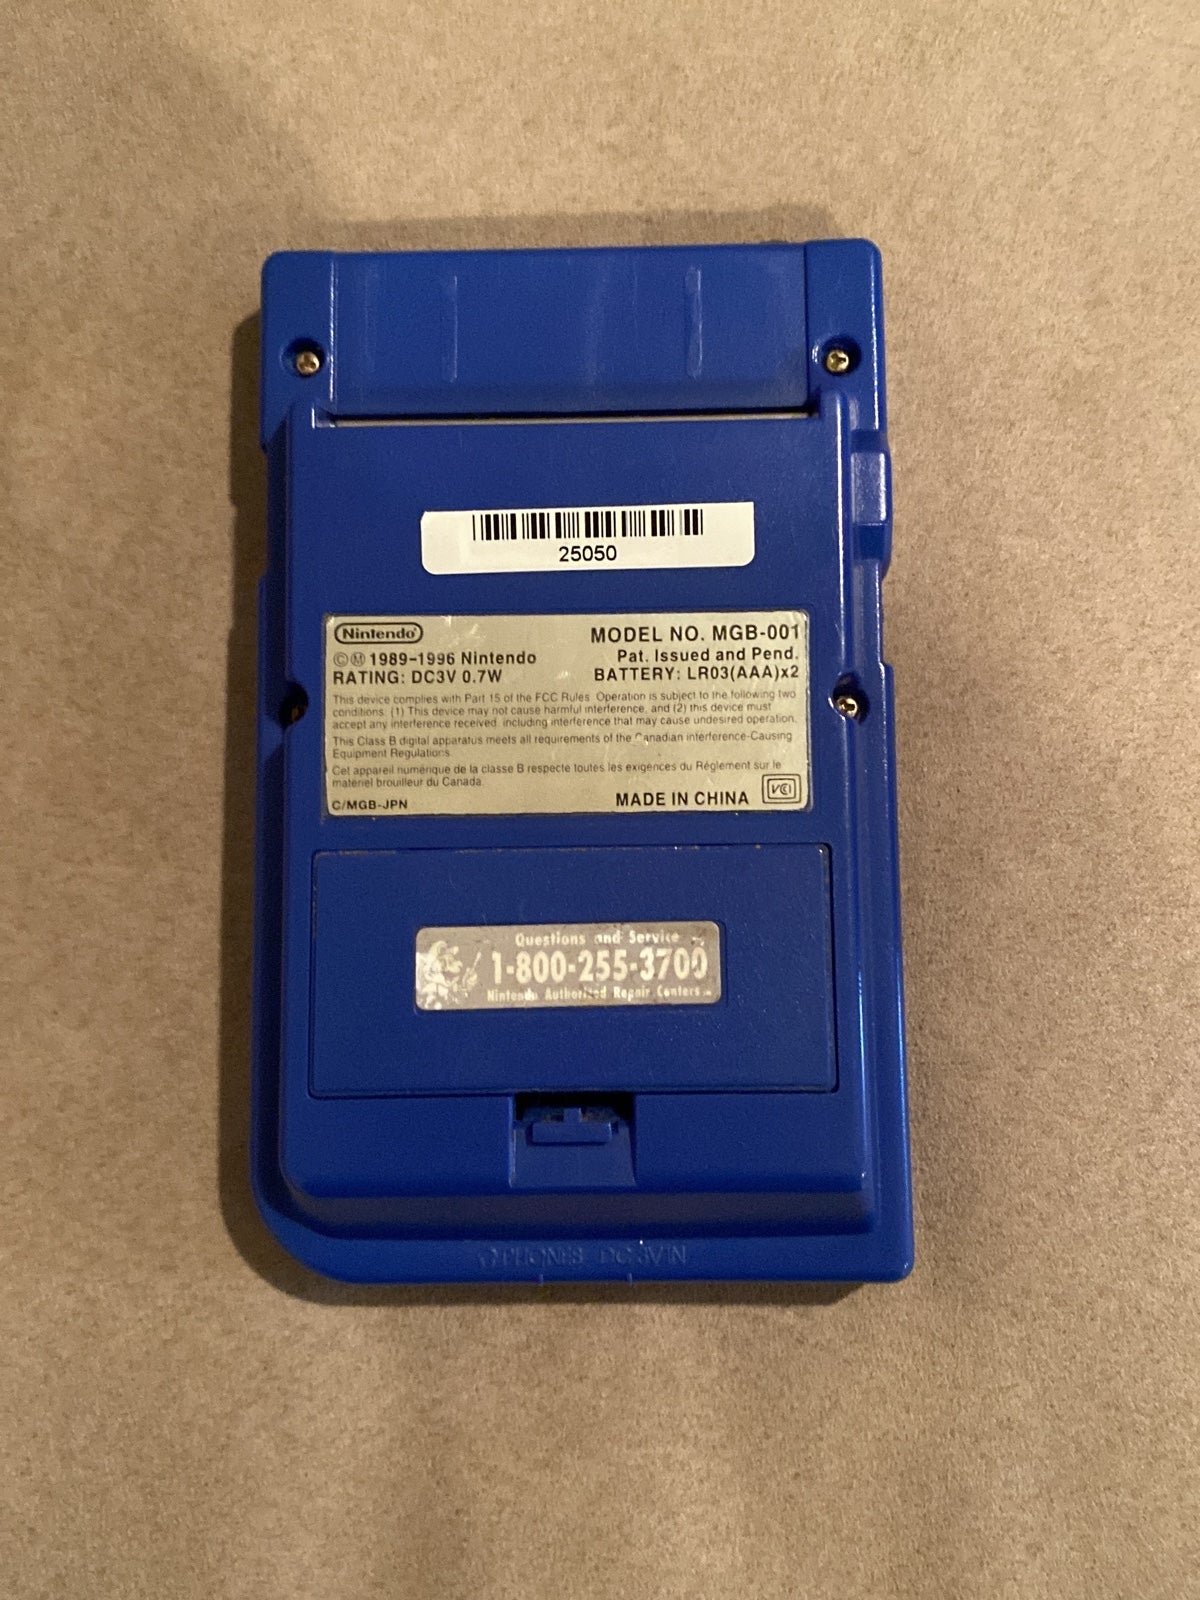 25050
Nintendo®
MODEL NO. MGB-001
©Ⓜ 1989-1996 Nintendo
Pat. Issued and Pend.
RATING: DC3V 0.7W
BATTERY: LR03(AAA)x2
This device complies with Part 15 of the FCC Rules. Operation is subject to the following two
conditions: (1) This device may not cause harmful interference, and (2) this device must
accept any interference received, including interference that may cause undesired operation.
This Class B digital apparatus meets all requirements of the Canadian Interference-Causing
Equipment Regulations.
Cet appareil numérique de la classe B respecte toutes les exigences du Règlement sur le
matériel brouilleur du Canada.
C/MGB-JPN
MADE IN CHINA
VCI
Questions and Service
1-800-255-3700
Nintendo Authorized Repair Centers
PHONES DC 3V IN